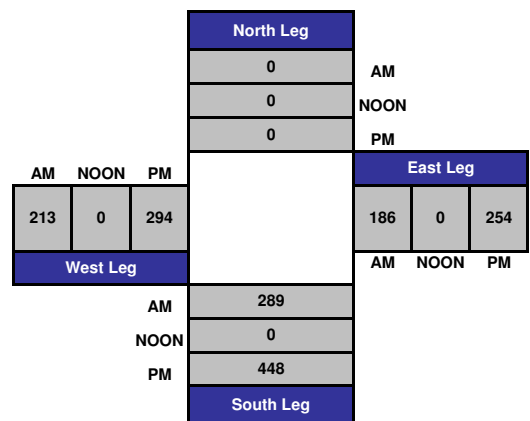 North Leg
0 AM
0 NOON
0 PM
AM NOON PM
East Leg
213 0 294
186 0 254
West Leg
AM NOON PM
AM 289
NOON 0
PM 448
South Leg